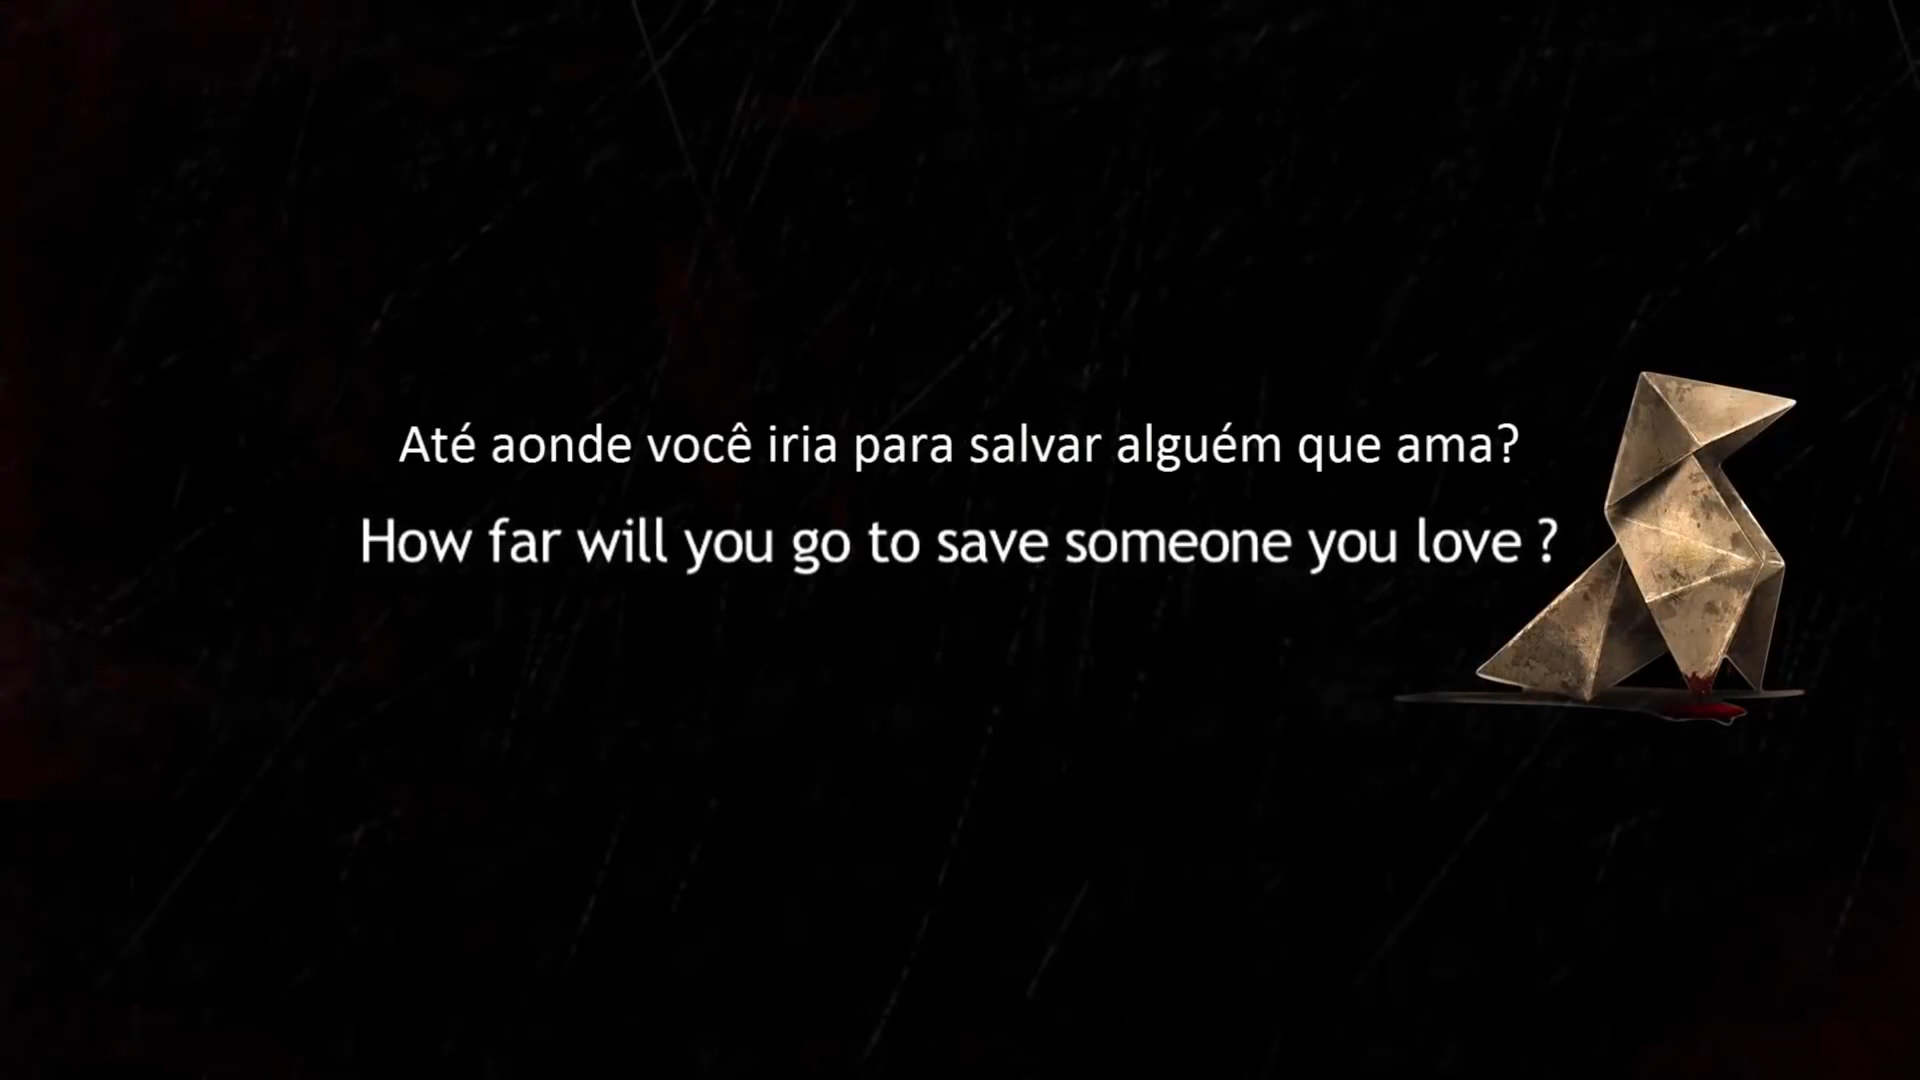 Até aonde você iria para salvar alguém que ama?
How far will you go to save someone you love ?